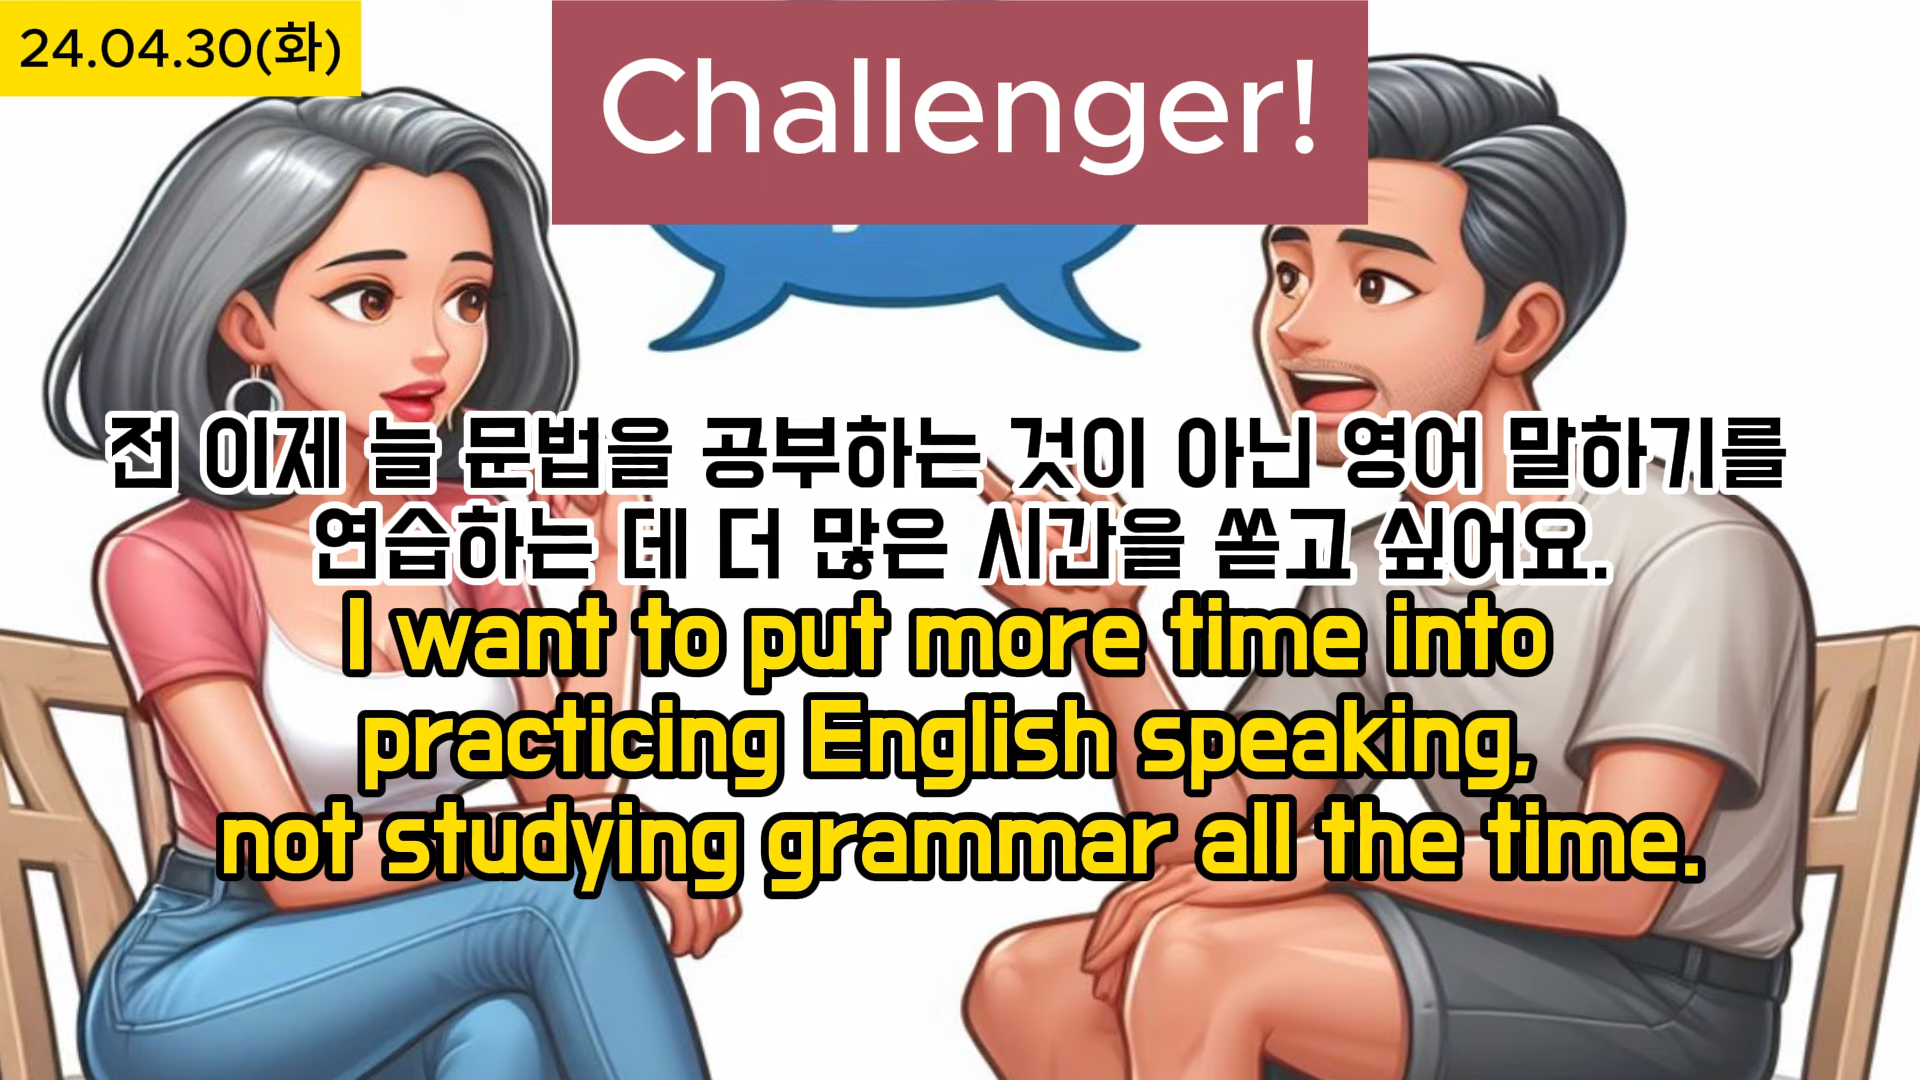 24.04.30(화)
Challenger!
전 이제 늘 문법을 공부하는 것이 아닌 영어 말하기를
연습하는 데 더 많은 시간을 쏟고 싶어요.
I want to put more time into
practicing English speaking,
not studying grammar all the time.